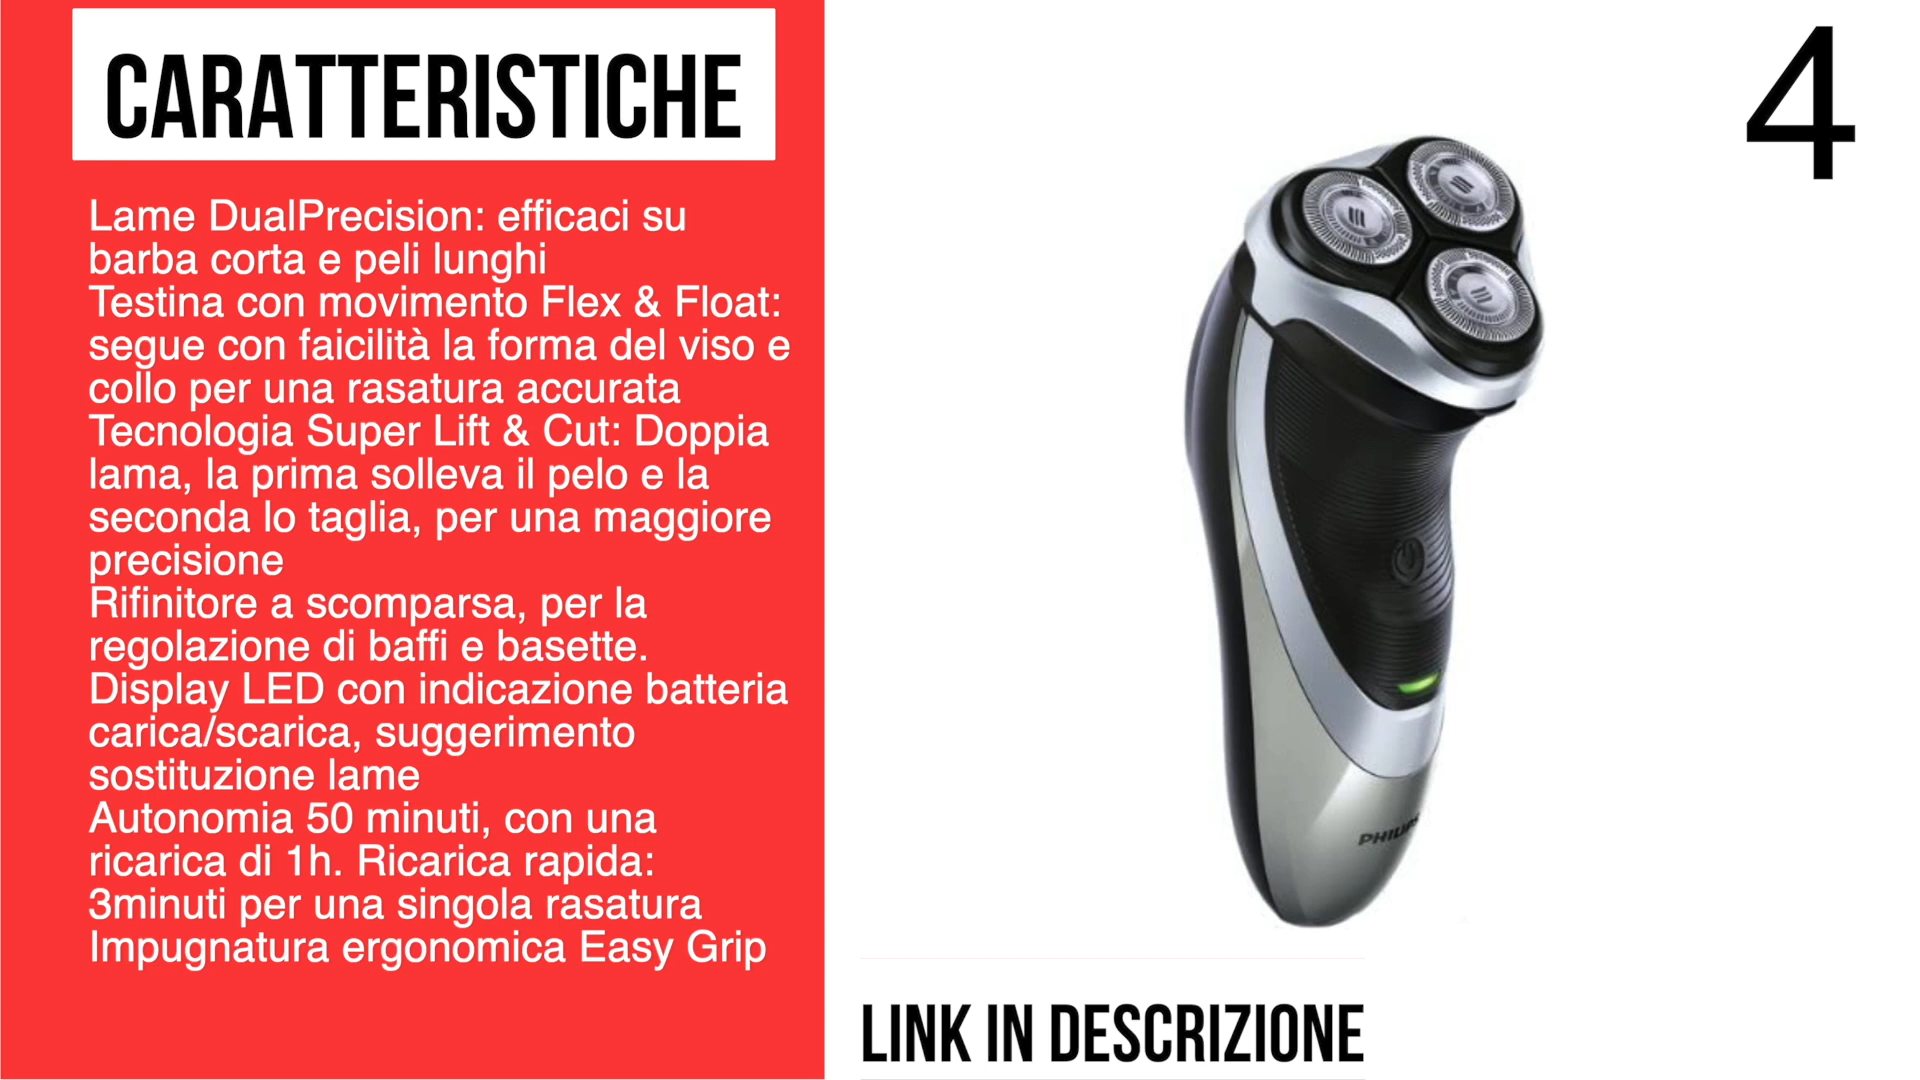 CARATTERISTICHE
4
Lame DualPrecision: efficaci su
barba corta e peli lunghi
Testina con movimento Flex & Float:
segue con faicilità la forma del viso e
collo per una rasatura accurata
Tecnologia Super Lift & Cut: Doppia
lama, la prima solleva il pelo e la
seconda lo taglia, per una maggiore
precisione
Rifinitore a scomparsa, per la
regolazione di baffi e basette.
Display LED con indicazione batteria
carica/scarica, suggerimento
sostituzione lame
Autonomia 50 minuti, con una
ricarica di 1h. Ricarica rapida:
3minuti per una singola rasatura
Impugnatura ergonomica Easy Grip
PHILIPS
LINK IN DESCRIZIONE